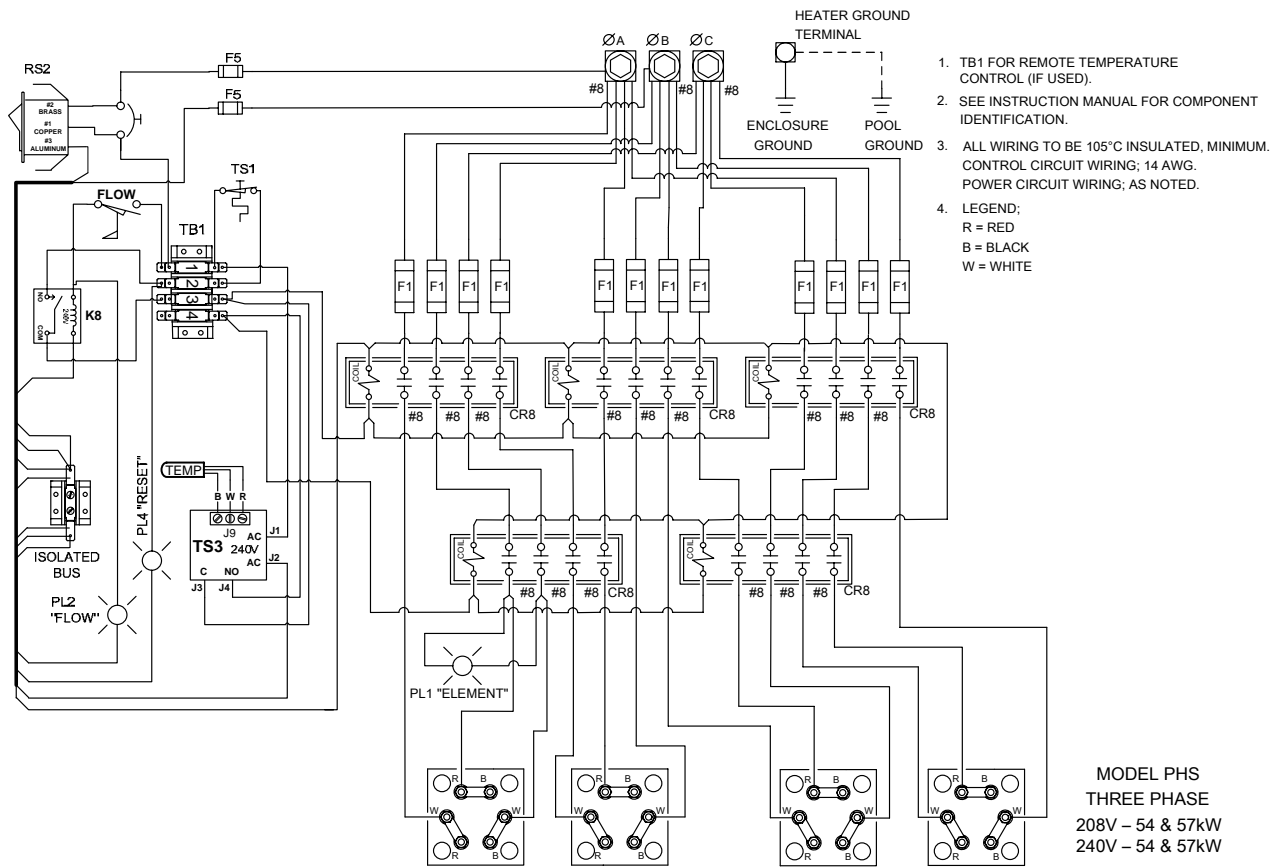 HEATER GROUND
TERMINAL
ØA
ØB
ØC
F5
F5
RS2
#2
BRASS
#1
COPPER
#3
ALUMINUM
#8
#8
#8
ENCLOSURE
GROUND
POOL
GROUND
1. TB1 FOR REMOTE TEMPERATURE
CONTROL (IF USED).
2. SEE INSTRUCTION MANUAL FOR COMPONENT
IDENTIFICATION.
3. ALL WIRING TO BE 105°C INSULATED, MINIMUM.
CONTROL CIRCUIT WIRING; 14 AWG.
POWER CIRCUIT WIRING; AS NOTED.
4. LEGEND;
R = RED
B = BLACK
W = WHITE
TS1
FLOW
TB1
1
2
3
4
NO
COM
240V
K8
F1
F1
F1
F1
F1
F1
F1
F1
F1
F1
F1
F1
COIL
COIL
COIL
#8
#8
#8
CR8
#8
#8
#8
CR8
#8
#8
#8
CR8
TEMP
B W R
J9
TS3
240V
AC
J1
AC
J2
C
NO
J3
J4
PL4 "RESET"
ISOLATED
BUS
PL2
"FLOW"
COIL
COIL
#8
#8
#8
CR8
#8
#8
#8
CR8
PL1 "ELEMENT"
R B
R B
R B
R B
W W
W W
W W
W W
R B
R B
R B
R B
MODEL PHS
THREE PHASE
208V – 54 & 57kW
240V – 54 & 57kW